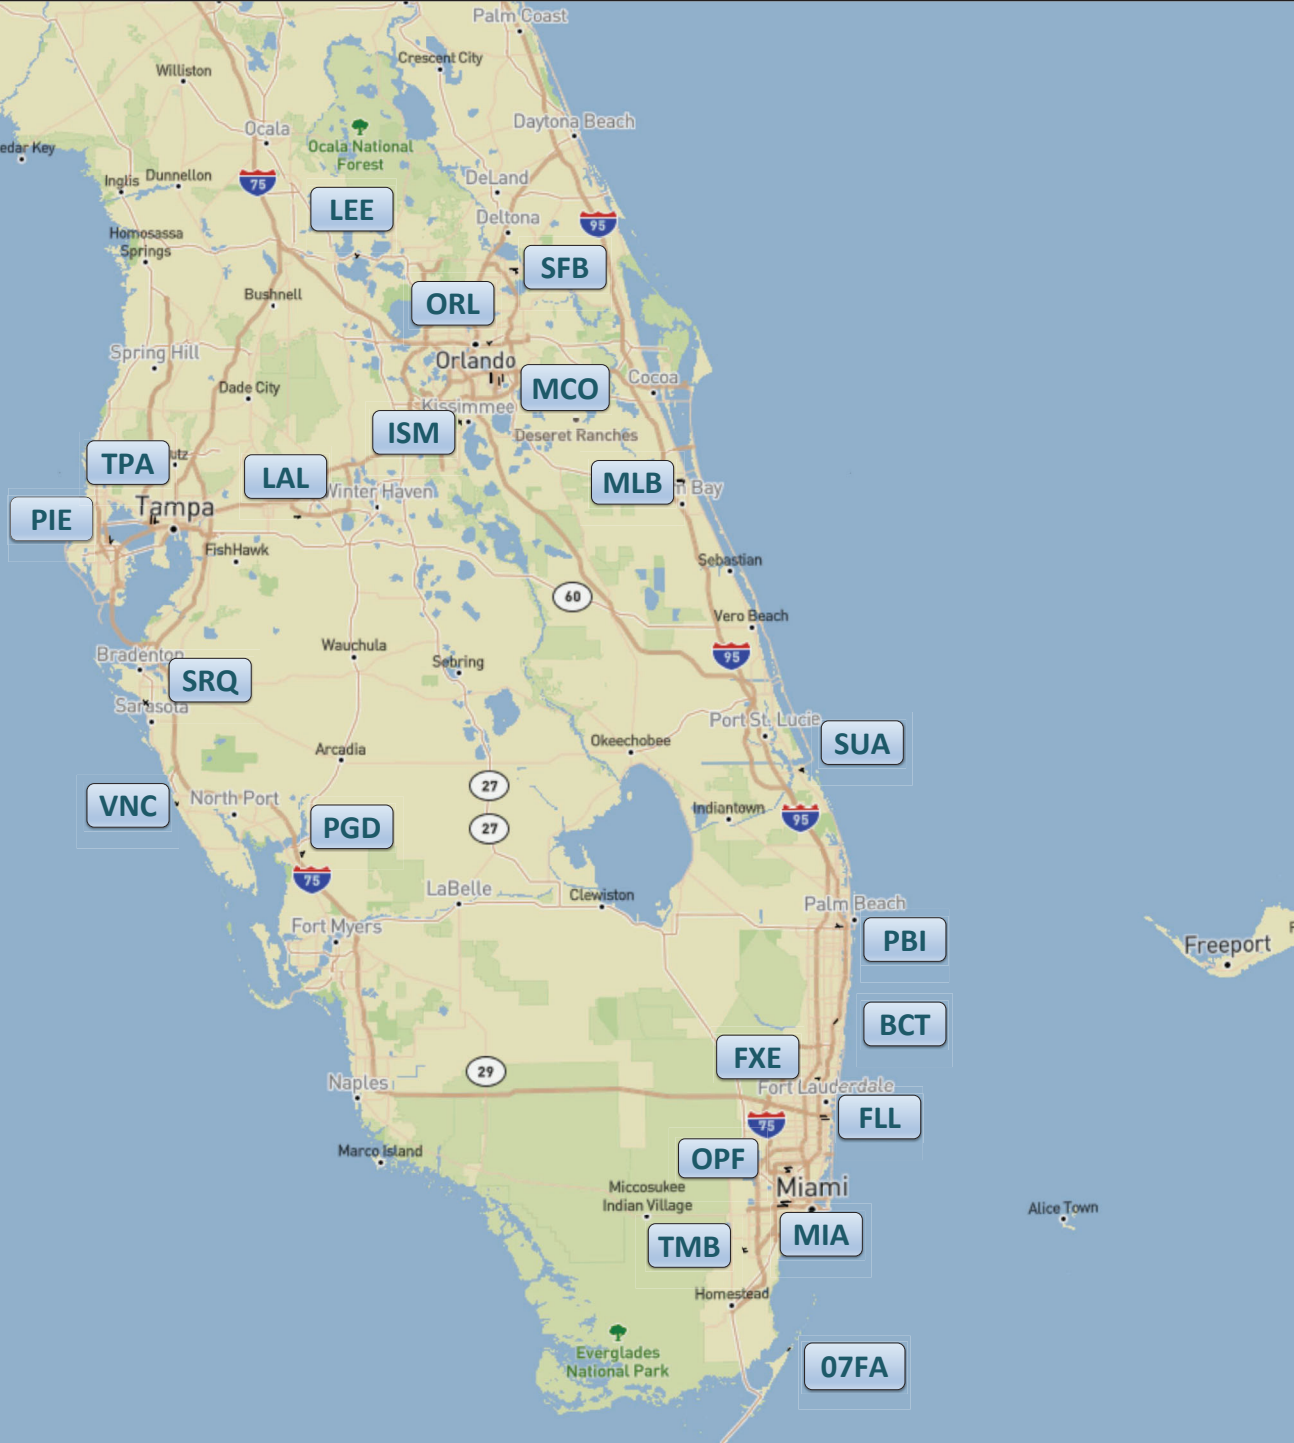 Palm Coast
Crescent City
Williston
Daytona Beach
Ocala
Ocala National
Forest
edar Key
Inglis
Dunnellon
75
DeLand
LEE
Deltona
95
Homosassa
Springs
SFB
Bushnell
ORL
Spring Hill
Orlando
Dade City
MCO
Cocoa
Kissimmee
ISM
Deseret Ranches
TPA
utz
LAL
MLB
m Bay
Winter Haven
Tampa
PIE
FishHawk
Sebastian
60
Vero Beach
Wauchula
Bradenton
Sebring
95
SRQ
Sarasota
Port St. Lucie
Okeechobee
SUA
Arcadia
27
North Port
VNC
Indiantown
95
PGD
27
75
LaBelle
Clewiston
Palm Beach
Fort Myers
PBI
Freeport
F
BCT
FXE
29
Naples
Fort Lauderdale
FLL
75
Marco Island
OPF
Miccosukee
Indian Village
Miami
Alice Town
MIA
TMB
Homestead
Everglades
National Park
07FA